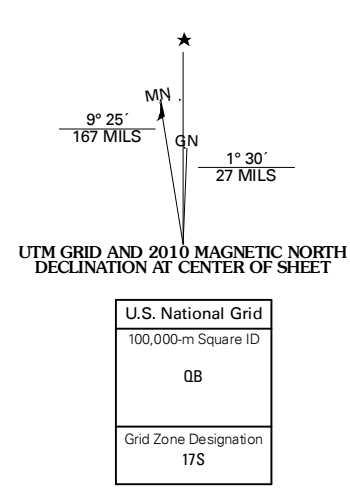 ★
MN
9° 25´
167 MILS
GN
1° 30´
27 MILS
UTM GRID AND 2010 MAGNETIC NORTH
DECLINATION AT CENTER OF SHEET
U.S. National Grid
100,000-m Square ID
QB
Grid Zone Designation
17S